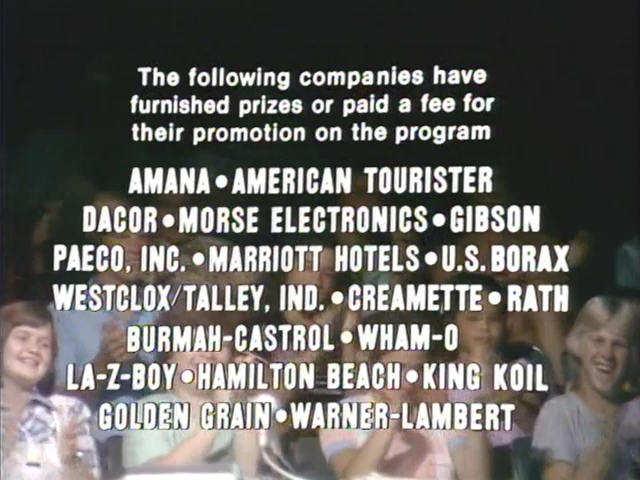 The following companies have
furnished prizes or paid a fee for
their promotion on the program
AMANA • AMERICAN TOURISTER
DACOR • MORSE ELECTRONICS • GIBSON
PAECO, INC. • MARRIOTT HOTELS • U.S. BORAX
WESTCLOX/TALLEY, IND. • CREAMETTE • RATH
BURMAH-CASTROL • WHAM-O
LA-Z-BOY • HAMILTON BEACH • KING KOIL
GOLDEN GRAIN • WARNER-LAMBERT